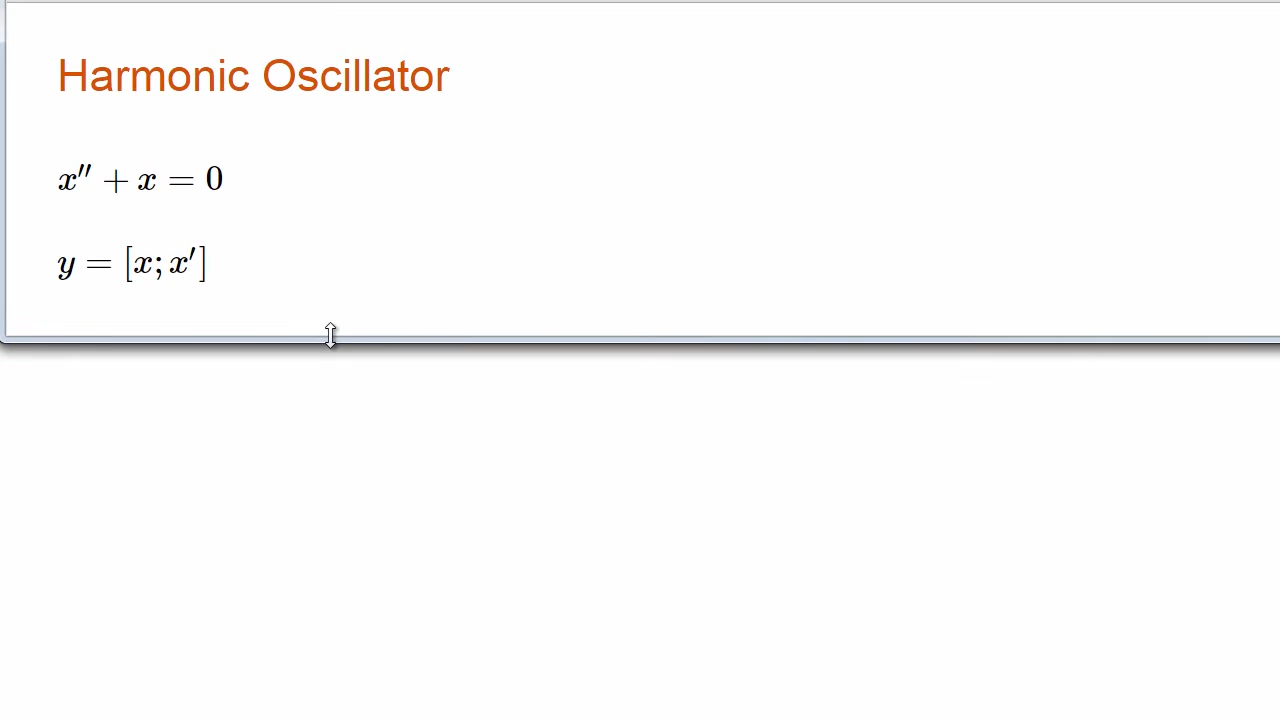 Harmonic Oscillator
x″ + x = 0
y = [x; x′]